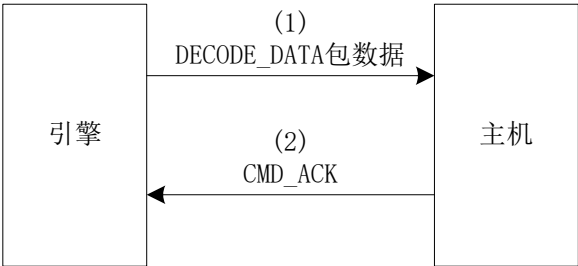 (1)
DECODE_DATA包数据
引擎
主机
(2)
CMD_ACK